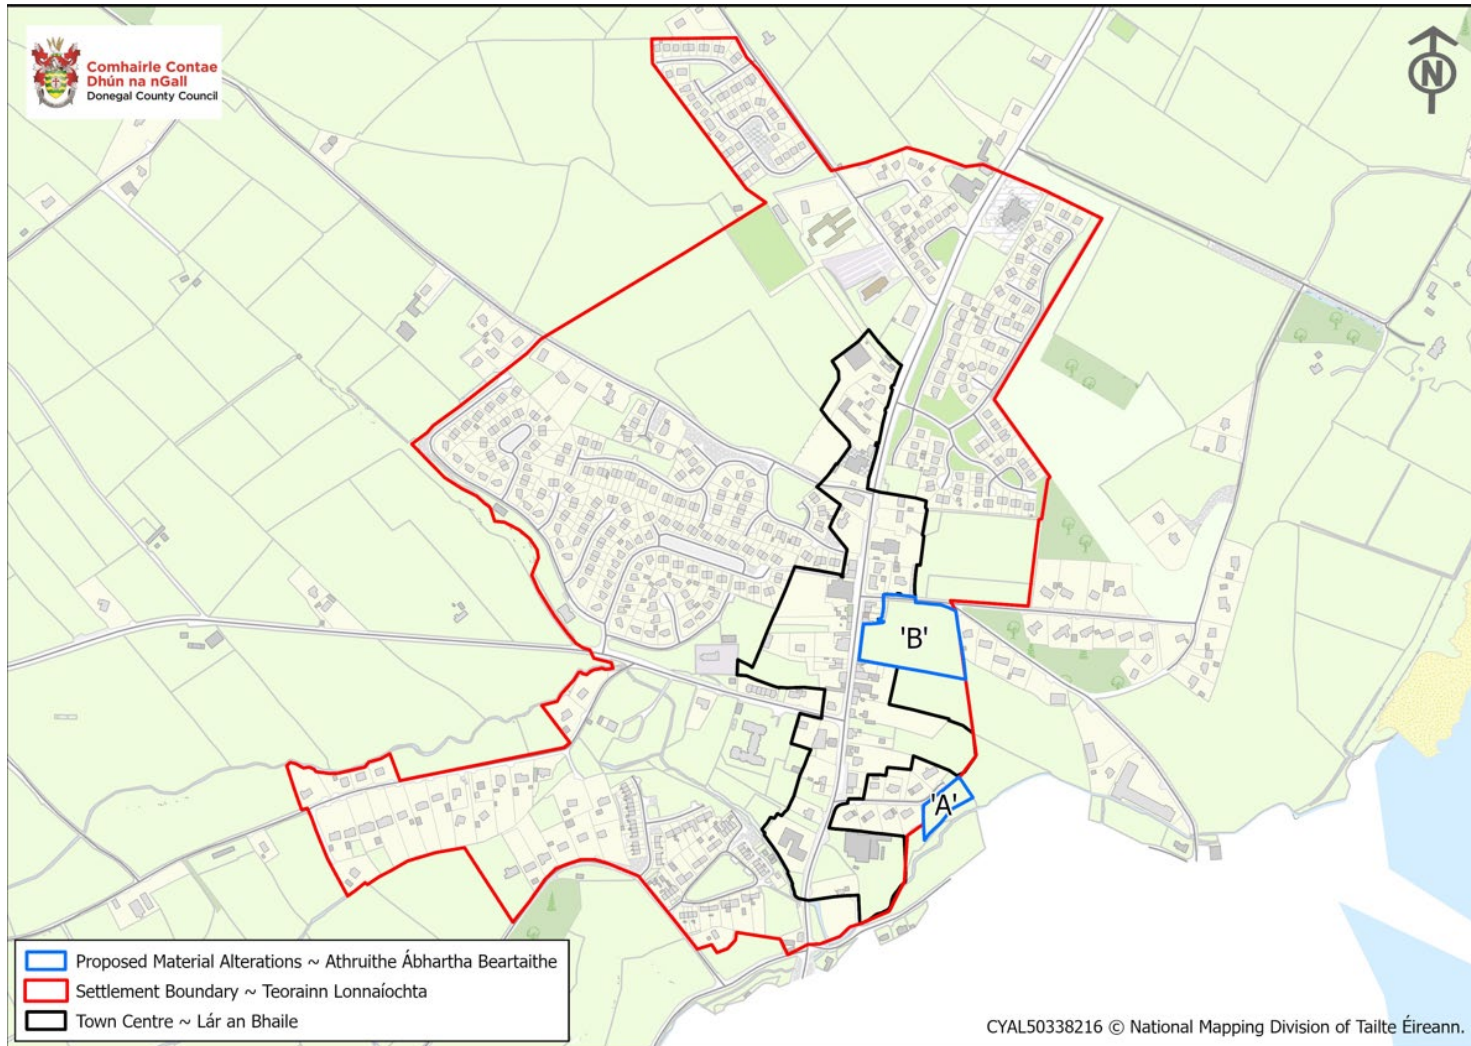 Comhairle Contae
Dhún na nGall
Donegal County Council
N
'B'
'A'
Proposed Material Alterations ~ Athruithe Ábhartha Beartaithe
Settlement Boundary ~ Teorainn Lonnaíochta
Town Centre ~ Lár an Bhaile
CYAL50338216 © National Mapping Division of Tailte Éireann.